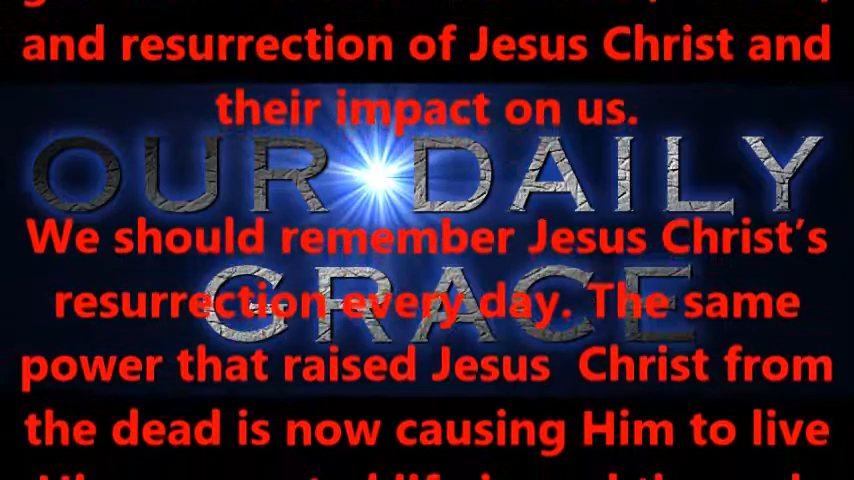 and resurrection of Jesus Christ and
their impact on us.
OUR DAILY
We should remember Jesus Christ’s
GRACE
resurrection every day. The same
power that raised Jesus  Christ from
the dead is now causing Him to live